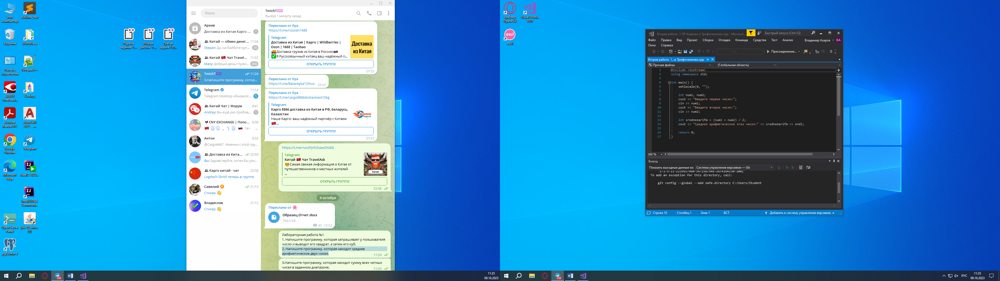 Этот компьютер
sublime_text
Корзина
WordPress
Панель управления
Notepad++
ABBYY FineRead...
Coding
Acrobat Reader DC
AutoCAD 2022 —...
Google Chrome
Telegram
Microsoft Edge
ideaIC-2023...
IntelliJ IDEA Communi...
Open Server Panel
jdk-20_win... (1)
pgAdmin 4
Первое задание 1 ...
Вторая работа 1 ...
Третья задача 1 Л...
Поиск
Архив
Доставка из Китая Карго ... 1
Китай — обмен денег... 11:34
Stepan: Да, на байбите куп... 35
Китай 🇨🇳 Чат Travel... 11:32
Mary: Добрый день! Нужн... 206
TmichT 11:24
3.Напишите программу, котор...
Telegram 11:14
Telegram Desktop обновилс... 1
Китай Чат | Форум 8:41
Andrey: Вы ещё раз пробов... 1
CNY EXCHANGE | Попо... 8:38
1¥+ ...
Антон 6:33
@Cargo6667 Именно с этой гру...
Доставка из Кита... 22:59
Вы: Здравствуйте, хотел бы узн...
Карго китай - чат 22:58
Logitech Skroll теперь в группе
Савелий 21:13
Стикер 👋
Владислав 21:12
Стикер 👋
TmichT
был(а) 1 минуту назад
Переслано от Ilya
https://t.me/russian1688
Telegram
Доставка из Китая | Карго | Wildberries |
Ozon | 1688 | Taobao
🚚Доставка грузов из Китая в Россию🇷🇺
✅Я Русскоязычный китаец ваш надёжный п...
Доставка
из Китая
ОТКРЫТЬ ГРУППУ
21:12
Переслано от Ilya
https://t.me/Batareyka125rus 21:12
Переслано от Ilya
https://t.me/cargo8866dostavkaot10kg
Telegram
Карго 8866 доставка из Китая в РФ, Беларусь,
Казахстан
Наше Карго- ваш надёжный партнёр с Китаем
🇨🇳...
8866
карго
ОТКРЫТЬ ГРУППУ
21:12
https://t.me/+ucdYjnh2saw2NzE6
Telegram
Китай 🇨🇳 Чат TravelAsk
🤓Самая свежая информация о Китае от
путешественников и местных жителей
...
Китай
ОТКРЫТЬ ГРУППУ
22:58
9 октября
Переслано от 🌸
Образец.Отчет.docx
769.9 KB
31 11:12
Лабораторная работа №1
1. Напишите программу, которая запрашивает у пользователя
число и выводит его квадрат, а затем его куб.
2. Напишите программу, которая находит среднее
арифметическое двух чисел.
11:24
3.Напишите программу, которая находит сумму всех четных
чисел в заданном диапазоне.
11:24
278
11:35
09.10.2023
Браузер Opera GX
Visual Studio 2017
osu!
osu!
Вторая работа 1 ЛР Азарова и Трифоченкова.cpp - Microsof...
Быстрый запуск (Ctrl+Q)
Файл Правка Вид Проект Сборка Отладка Команда Средства Тест Анализ Владимир Азаров ВА
Окно Справка
Присоединение...
Вторая работа 1...и Трифоченкова.cpp
Прочие файлы (Глобальная область)
1 #include <iostream>
2 using namespace std;
3
4 int main() {
5 setlocale(0, "");
6
7 int num1, num2;
8 cout << "Введите первое число:";
9 cin >> num1;
10 cout << "Введите второе число:";
11 cin >> num2;
12
13 int sredneearifm = (num1 + num2) / 2;
14 cout << "Среднее арифметическое этих чисел:" << sredneearifm << endl;
15
16 return 0;
17 }
100 %
Вывод
Показать выходные данные из: Система управления версиями — Git
'S-1-5-21-2239917960-3472567546-2674164130-1002'
To add an exception for this directory, call:
git config --global --add safe.directory C:/Users/Student
Строка 10 Столбец 1 Знак 1 ВСТ Добавить в систему управления версиями
278
РУС
11:35
09.10.2023